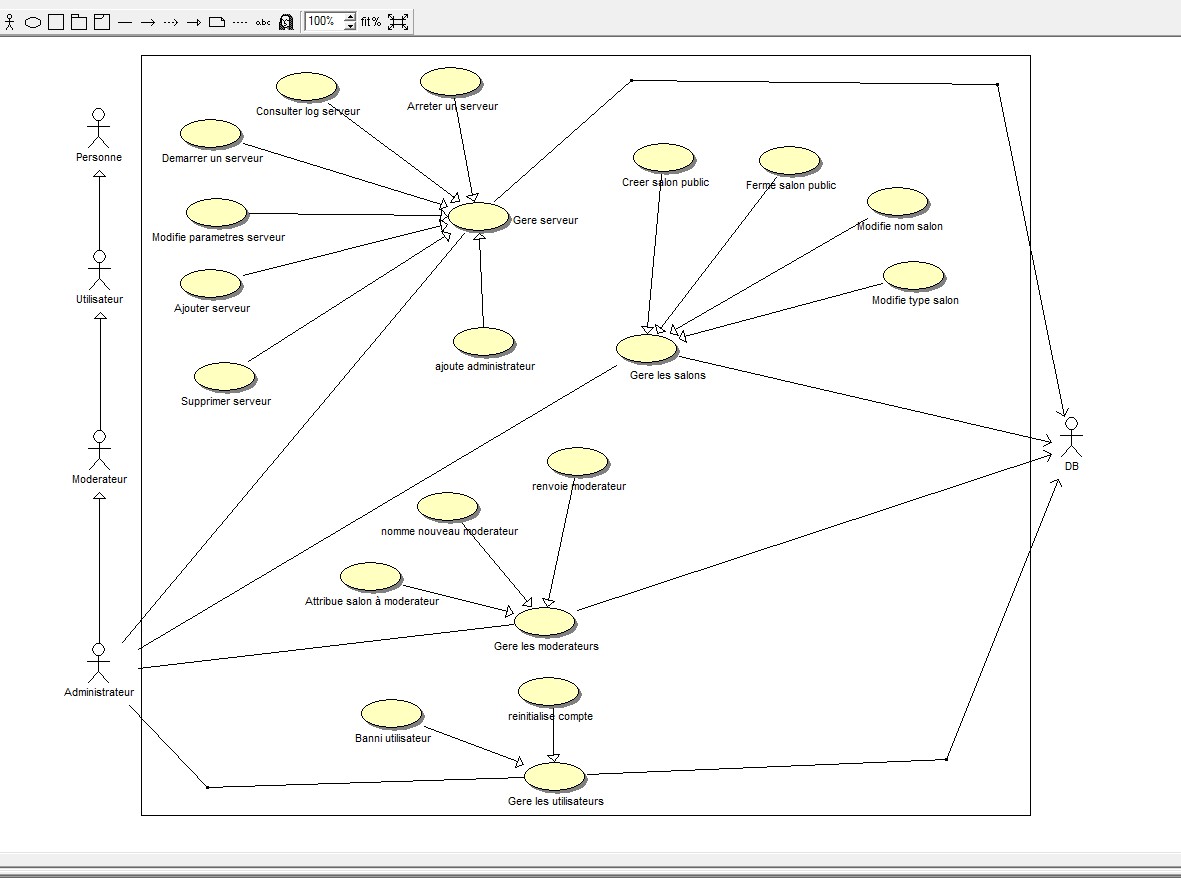 abc
100%
fit%
Consulter log serveur
Arreter un serveur
Personne
Demarrer un serveur
Creer salon public
Ferme salon public
Gere serveur
Modifie nom salon
Modifie parametres serveur
Utilisateur
Ajouter serveur
Modifie type salon
ajoute administrateur
Gere les salons
Supprimer serveur
DB
Moderateur
renvoie moderateur
nomme nouveau moderateur
Attribue salon à moderateur
Gere les moderateurs
Administrateur
reinitialise compte
Banni utilisateur
Gere les utilisateurs